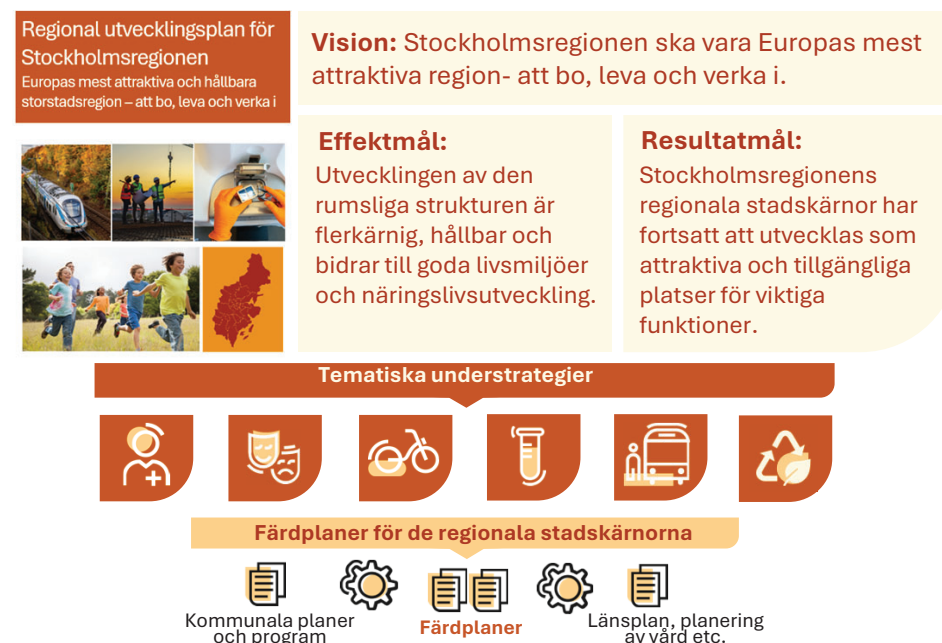 Regional utvecklingsplan för
Stockholmsregionen
Europas mest attraktiva och hållbara
storstadsregion – att bo, leva och verka i
Vision: Stockholmsregionen ska vara Europas mest
attraktiva region- att bo, leva och verka i.
Effektmål:
Utvecklingen av den
rumsliga strukturen är
flerkärnig, hållbar och
bidrar till goda livsmiljöer
och näringslivsutveckling.
Resultatmål:
Stockholmsregionens
regionala stadskärnor har
fortsatt att utvecklas som
attraktiva och tillgängliga
platser för viktiga
funktioner.
Tematiska understrategier
Färdplaner för de regionala stadskärnorna
Kommunala planer
och program
Färdplaner
Länsplan, planering
av vård etc.